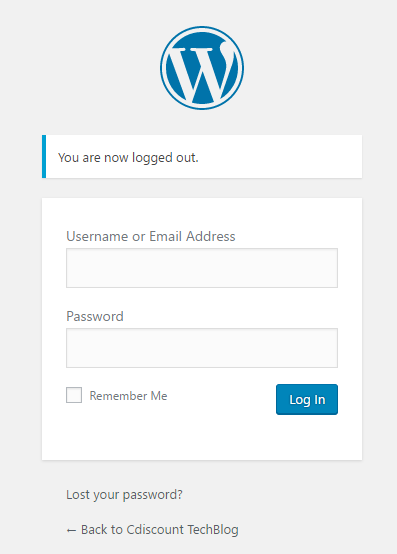 You are now logged out.
Username or Email Address
Password
Remember Me
Log In
Lost your password?
← Back to Cdiscount TechBlog